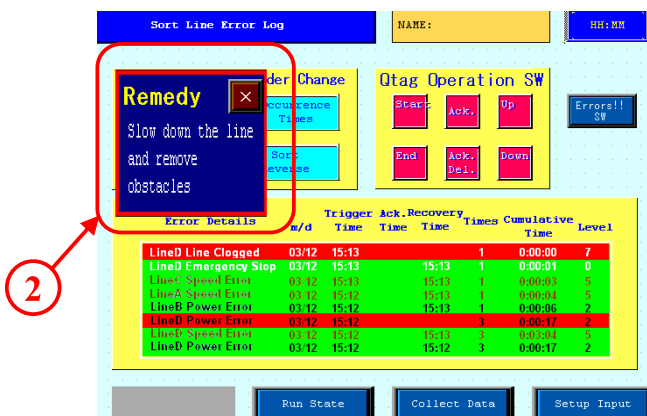 Sort Line Error Log NAME: HH:MM
der Change Qtag Operation SW
Remedy ×
Slow down the line
and remove
obstacles
ccurrence
Times
Sort
everse
Start Ack. Up
End Ack. Del. Down
Errors!!
SW
2
Error Details m/d Trigger Time Ack. Time Recovery Time Times Cumulative Time Level
LineD Line Clogged 03/12 15:13 1 0:00:00 7
LineD Emergency Stop 03/12 15:13 15:13 1 0:00:01 0
LineC Speed Error 03/12 15:13 15:13 1 0:00:03 5
LineA Speed Error 03/12 15:12 15:13 1 0:00:04 5
LineB Power Error 03/12 15:12 15:13 1 0:00:06 2
LineD Power Error 03/12 15:12 3 0:00:17 2
LineD Speed Error 03/12 15:12 15:13 3 0:03:04 5
LineD Power Error 03/12 15:12 15:12 3 0:00:17 2
Run State Collect Data Setup Input